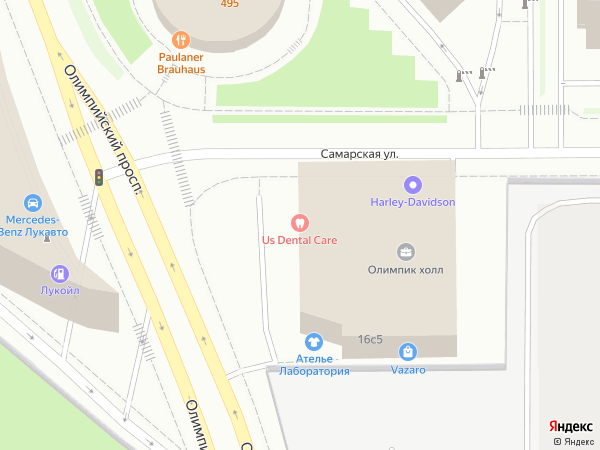 495
Paulaner
Brauhaus
Олимпийский просп.
Самарская ул.
Harley-Davidson
Mercedes-
Benz Лукавто
Us Dental Care
Олимпик холл
Лукойл
16с5
Ателье
Лаборатория
Vazaro
Олимпи
О
Яндекс
© Яндекс